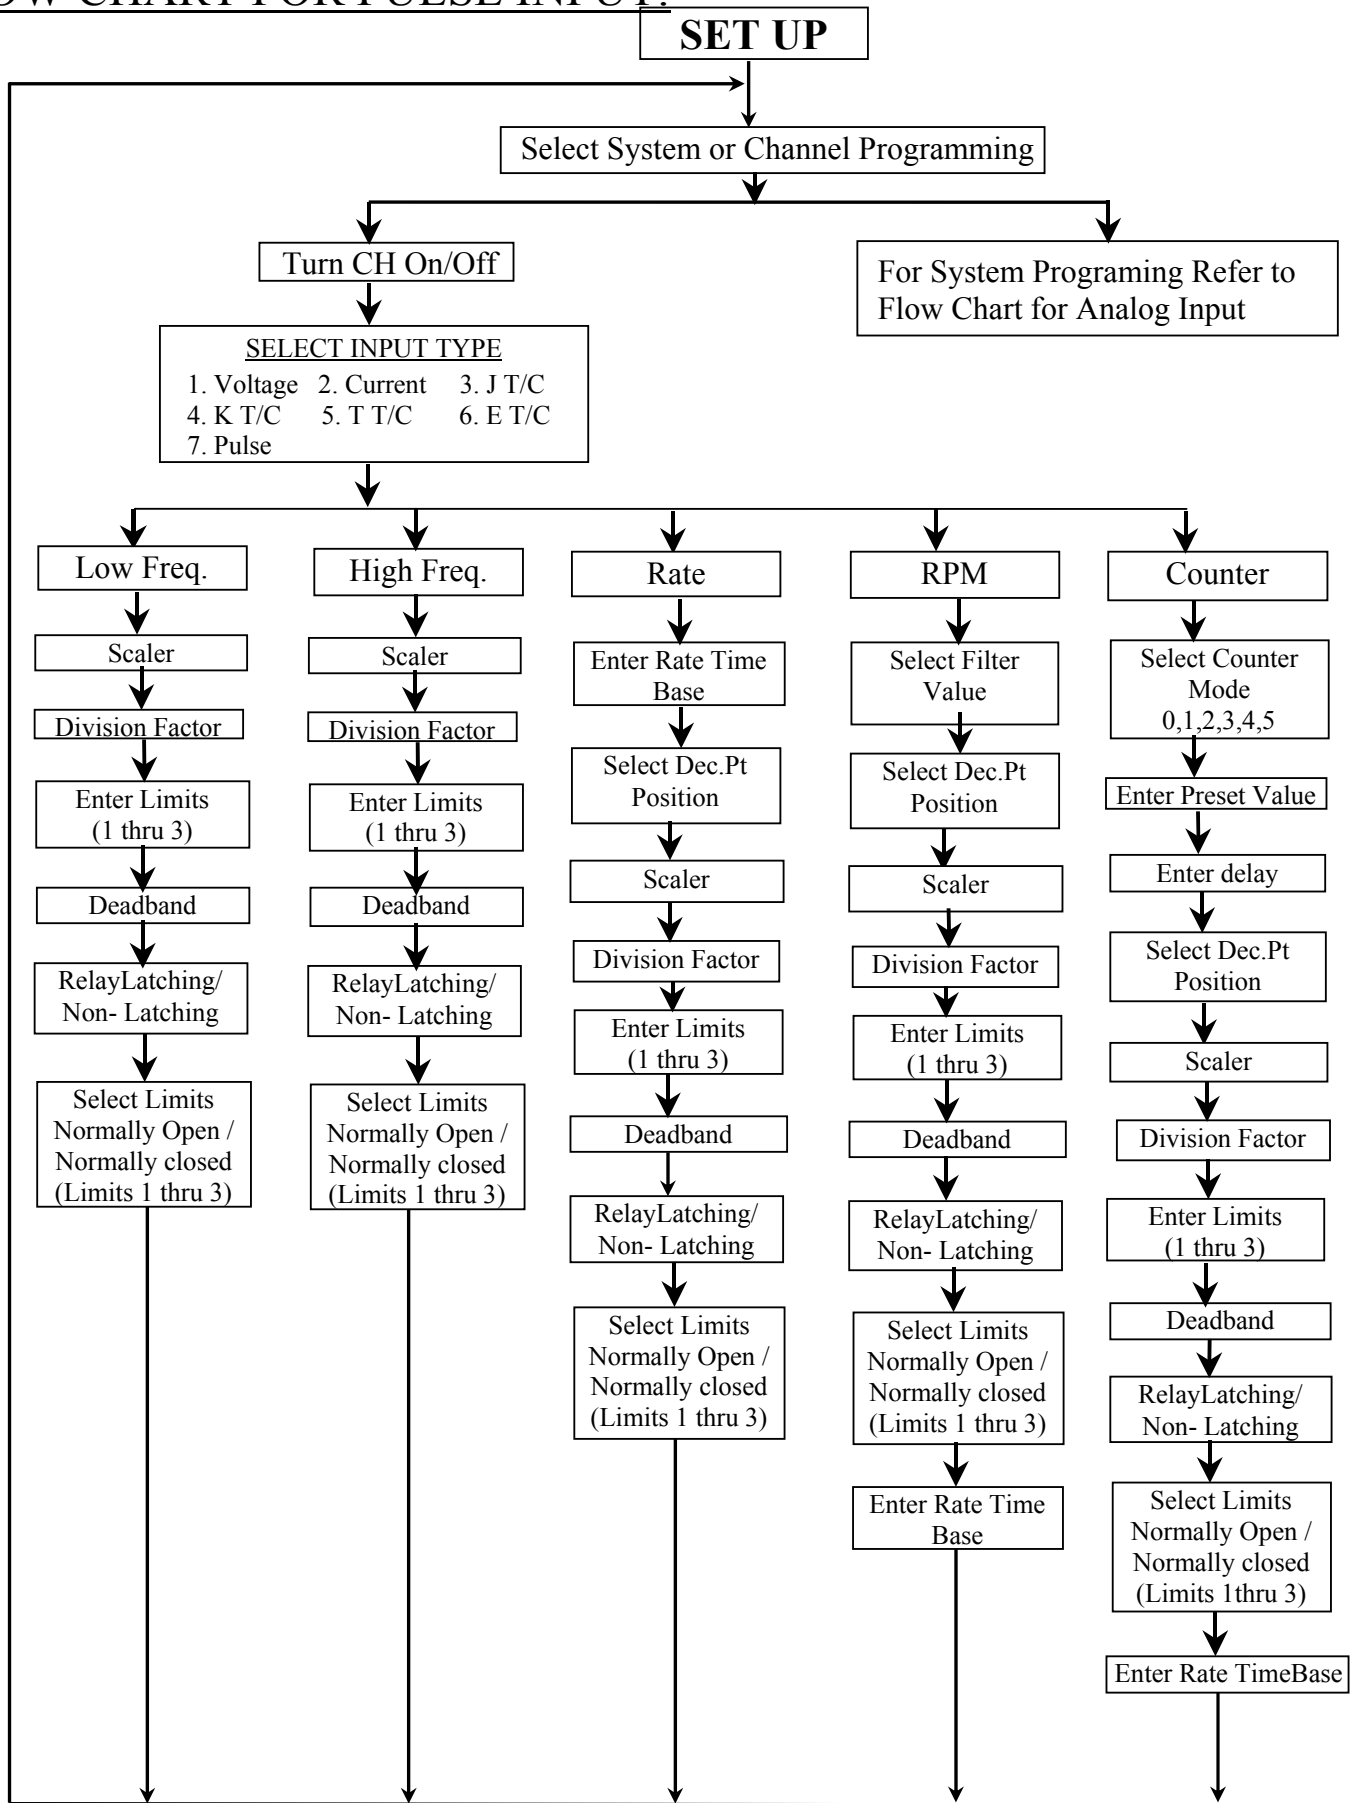 OW CHART FOR PULSE INPUT:
SET UP
Select System or Channel Programming
Turn CH On/Off
For System Programing Refer to
Flow Chart for Analog Input
SELECT INPUT TYPE
1. Voltage 2. Current 3. J T/C
4. K T/C 5. T T/C 6. E T/C
7. Pulse
Low Freq.
Scaler
Division Factor
Enter Limits
(1 thru 3)
Deadband
RelayLatching/
Non- Latching
Select Limits
Normally Open /
Normally closed
(Limits 1 thru 3)
High Freq.
Scaler
Division Factor
Enter Limits
(1 thru 3)
Deadband
RelayLatching/
Non- Latching
Select Limits
Normally Open /
Normally closed
(Limits 1 thru 3)
Rate
Enter Rate Time
Base
Select Dec.Pt
Position
Scaler
Division Factor
Enter Limits
(1 thru 3)
Deadband
RelayLatching/
Non- Latching
Select Limits
Normally Open /
Normally closed
(Limits 1 thru 3)
RPM
Select Filter
Value
Select Dec.Pt
Position
Scaler
Division Factor
Enter Limits
(1 thru 3)
Deadband
RelayLatching/
Non- Latching
Select Limits
Normally Open /
Normally closed
(Limits 1 thru 3)
Enter Rate Time
Base
Counter
Select Counter
Mode
0,1,2,3,4,5
Enter Preset Value
Enter delay
Select Dec.Pt
Position
Scaler
Division Factor
Enter Limits
(1 thru 3)
Deadband
RelayLatching/
Non- Latching
Select Limits
Normally Open /
Normally closed
(Limits 1thru 3)
Enter Rate TimeBase